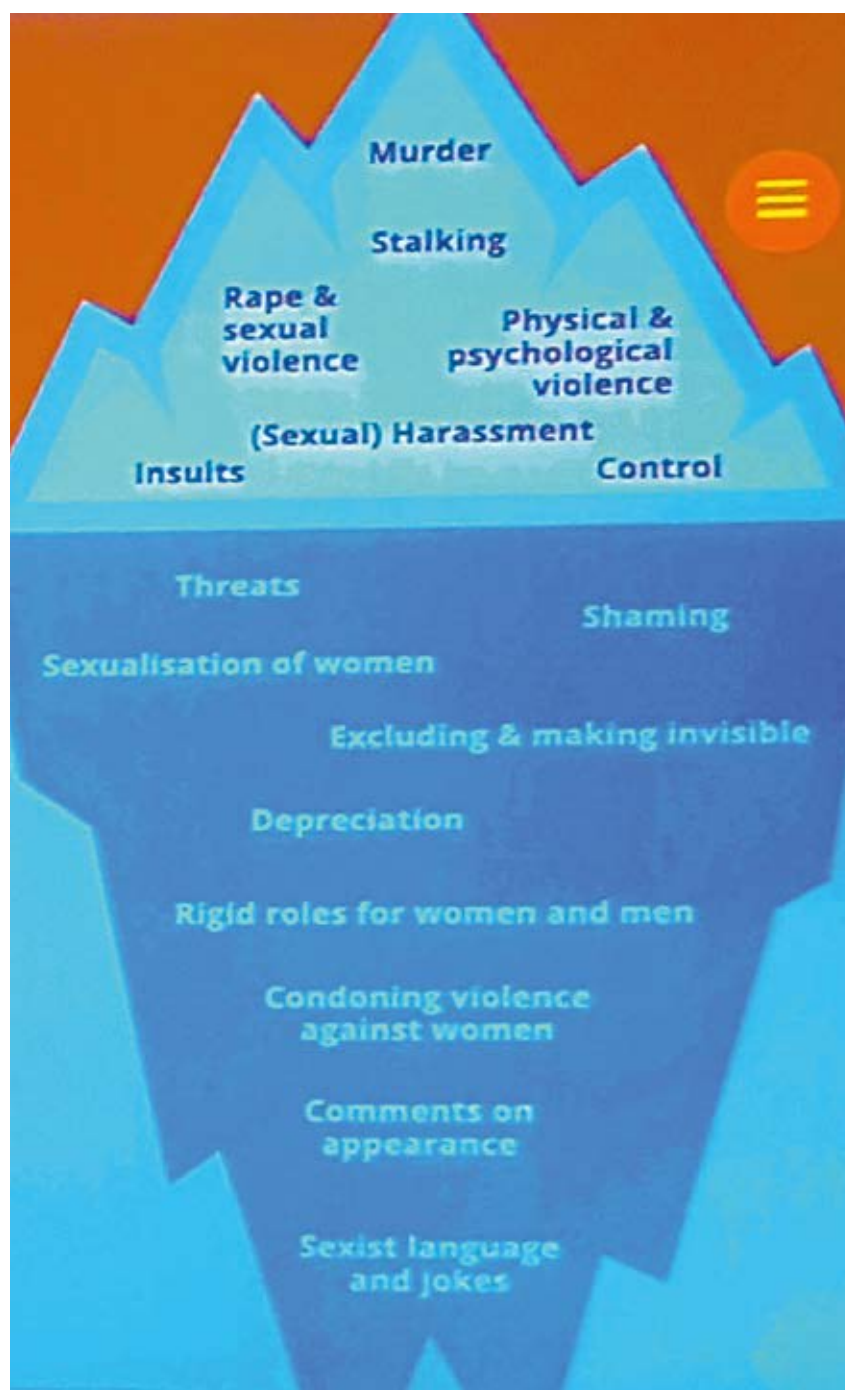 Murder
Stalking
Rape &
sexual
violence
Physical &
psychological
violence
(Sexual) Harassment
Insults
Control
Threats
Shaming
Sexualisation of women
Excluding & making invisible
Depreciation
Rigid roles for women and men
Condoning violence
against women
Comments on
appearance
Sexist language
and jokes